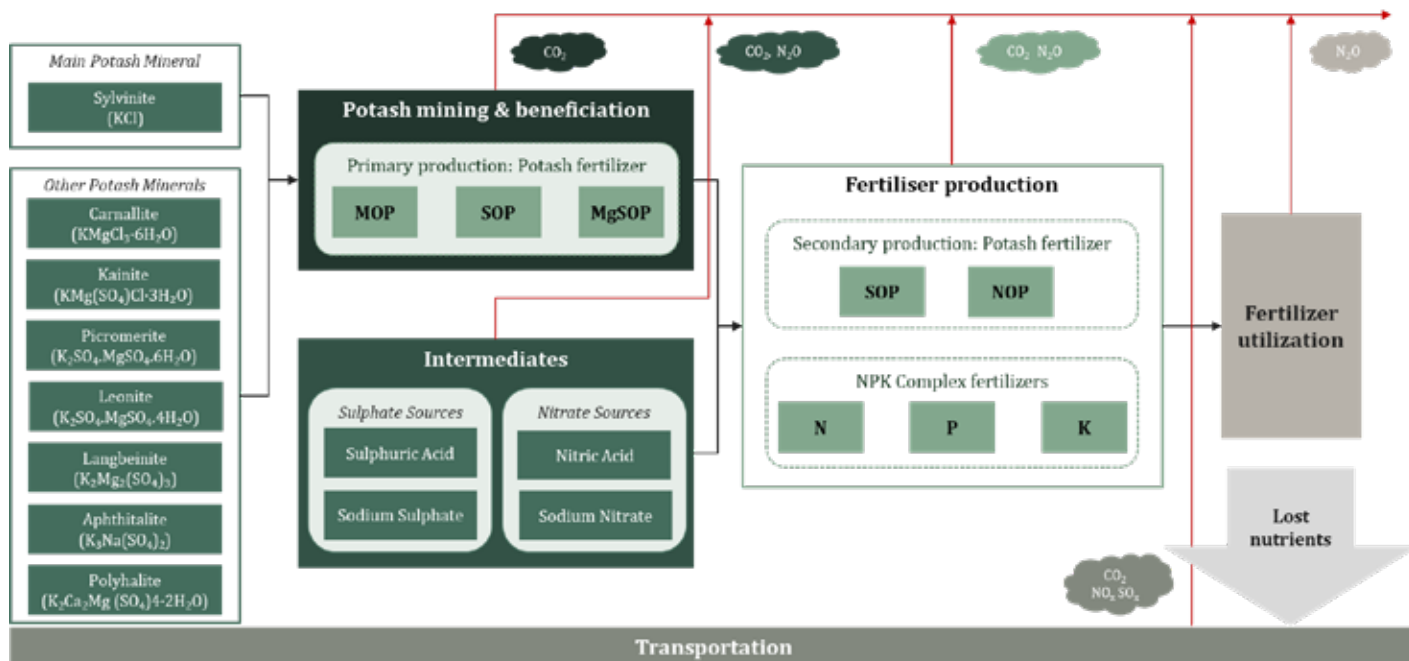 Main Potash Mineral
Sylvinite
(KCl)
Other Potash Minerals
Carnallite
(KMgCl₃·6H₂O)
Kainite
(KMg(SO₄)Cl·3H₂O)
Picromerite
(K₂SO₄.MgSO₄.6H₂O)
Leonite
(K₂SO₄.MgSO₄.4H₂O)
Langbeinite
(K₂Mg₂(SO₄)₃)
Aphthitalite
(K₃Na(SO₄)₂)
Polyhalite
(K₂Ca₂Mg (SO₄)4-2H₂O)
CO₂
Potash mining & beneficiation
Primary production: Potash fertilizer
MOP
SOP
MgSOP
CO₂, N₂O
Intermediates
Sulphate Sources
Sulphuric Acid
Sodium Sulphate
Nitrate Sources
Nitric Acid
Sodium Nitrate
CO₂ N₂O
Fertiliser production
Secondary production: Potash fertilizer
SOP
NOP
NPK Complex fertilizers
N
P
K
N₂O
Fertilizer
utilization
Lost
nutrients
CO₂
NOₓ SOₓ
Transportation